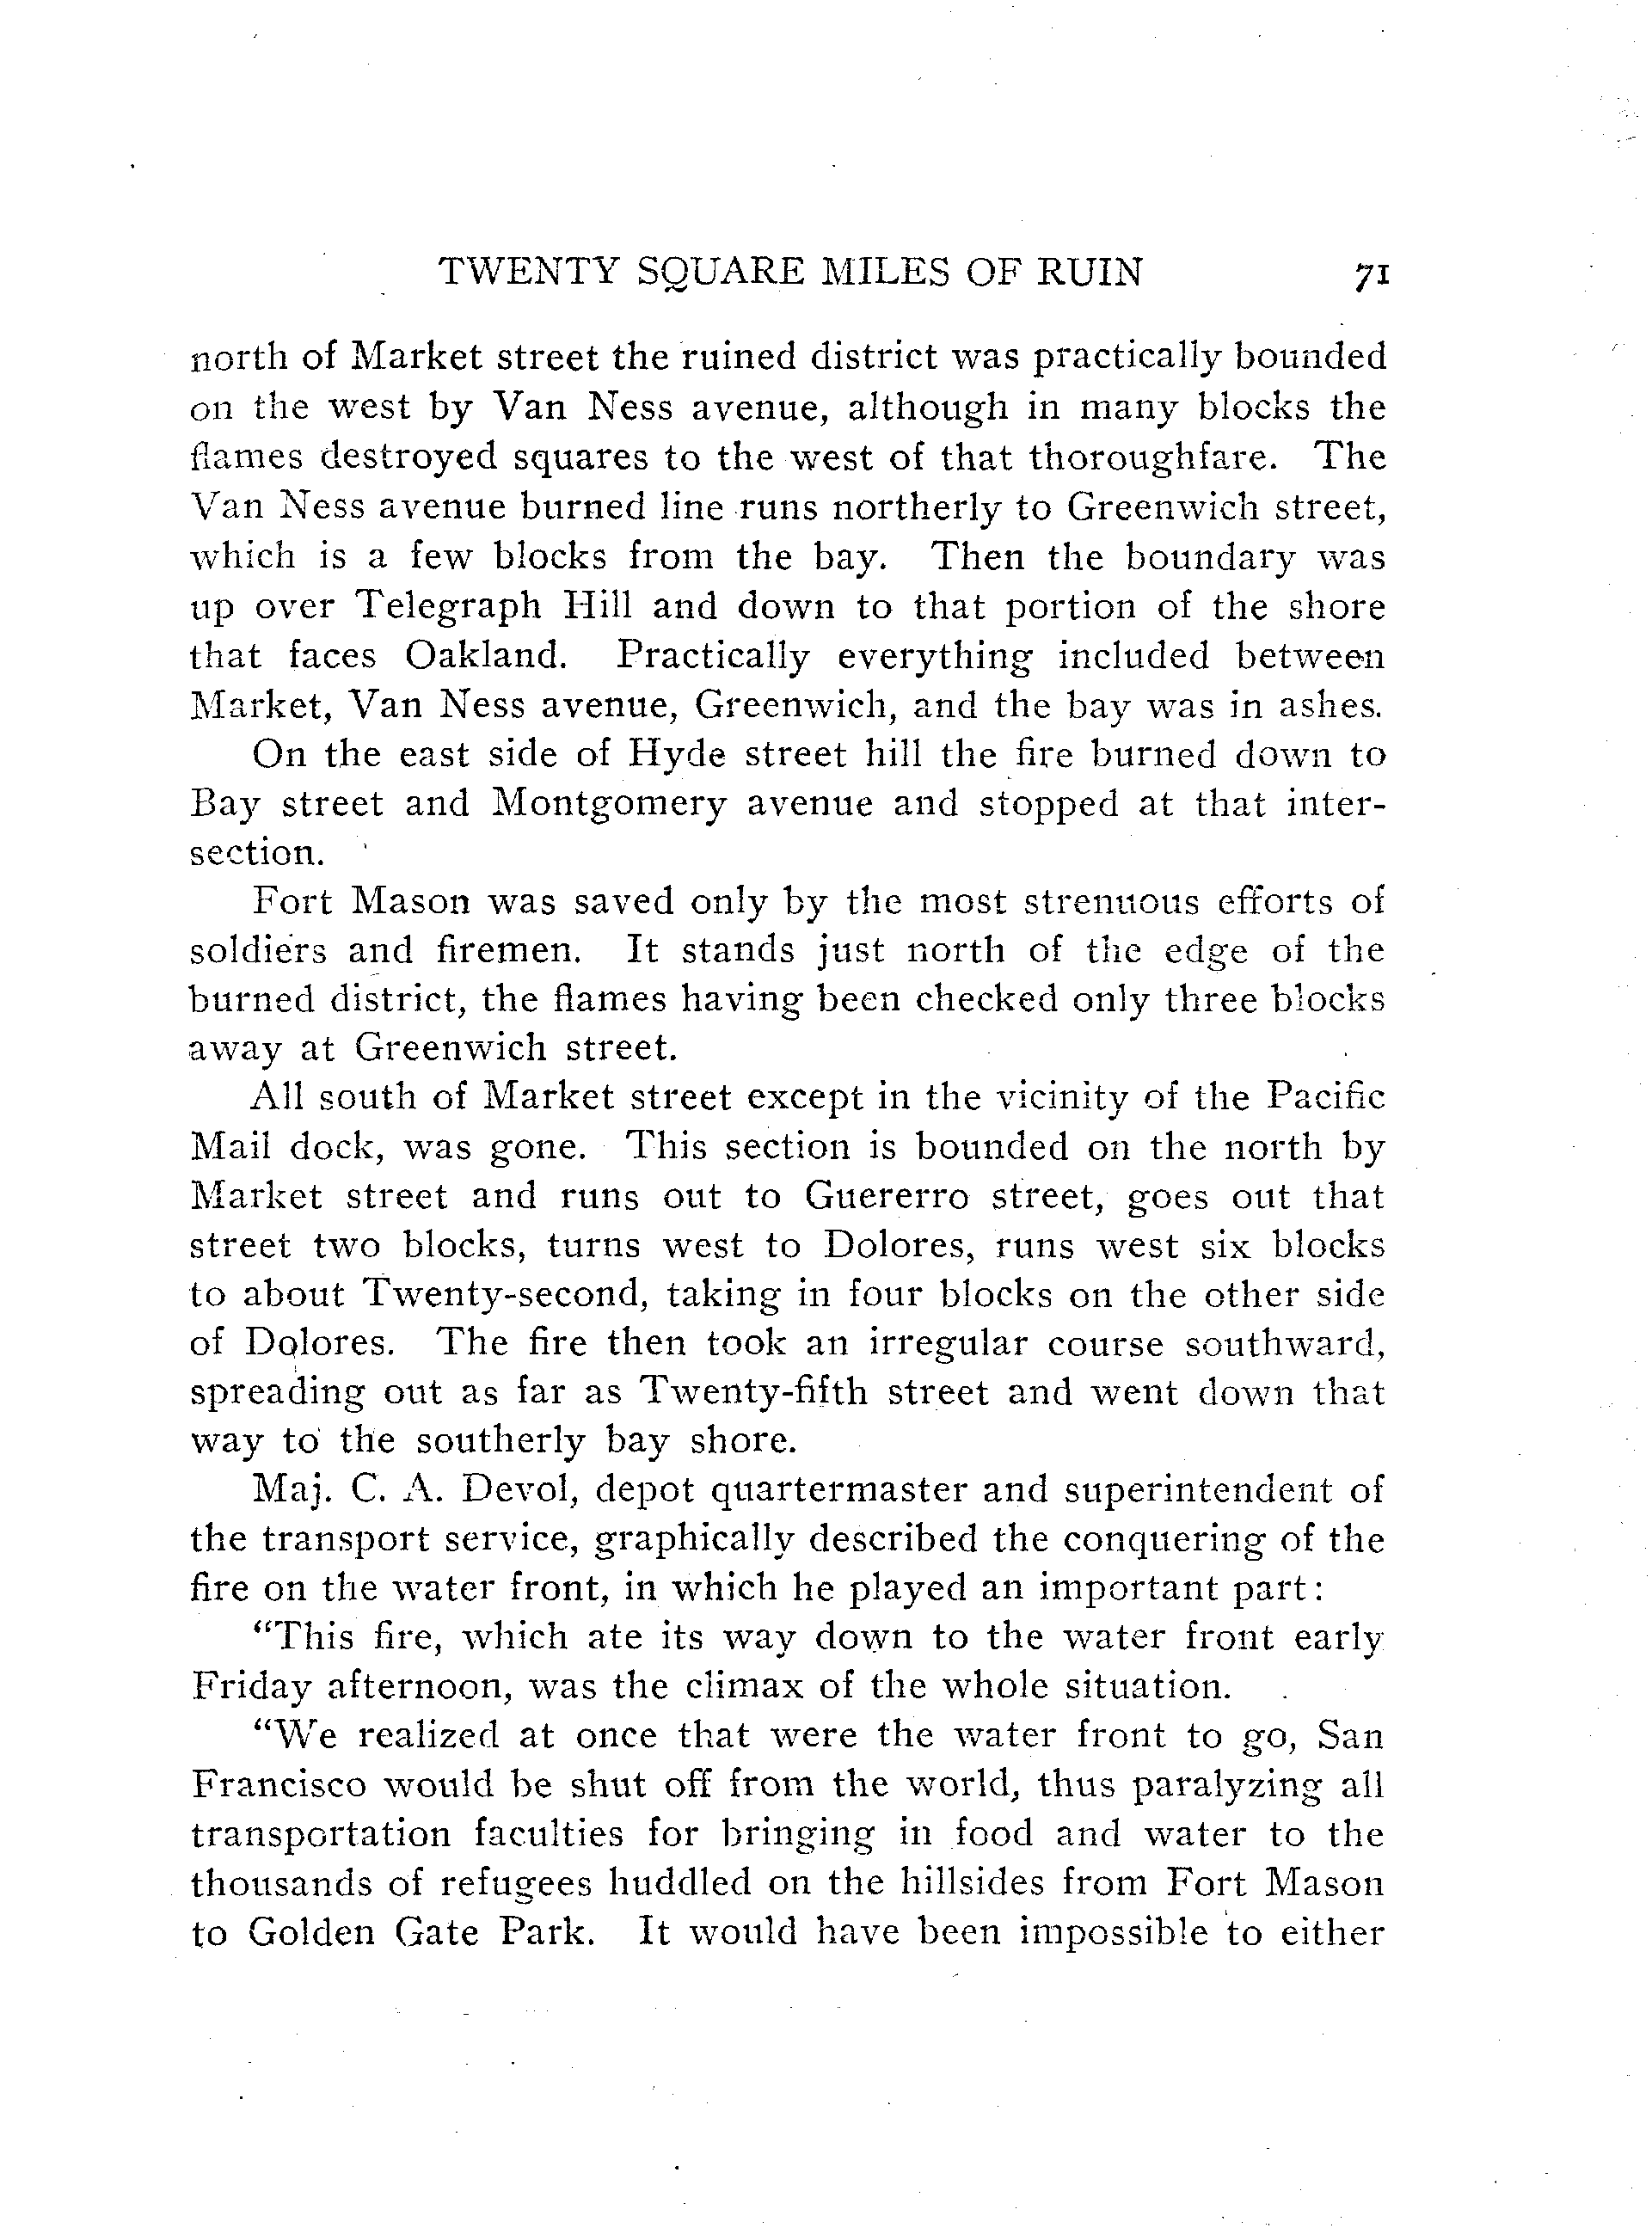 TWENTY SQUARE MILES OF RUIN 71
north of Market street the ruined district was practically bounded
on the west by Van Ness avenue, although in many blocks the
flames destroyed squares to the west of that thoroughfare. The
Van Ness avenue burned line runs northerly to Greenwich street,
which is a few blocks from the bay. Then the boundary was
up over Telegraph Hill and down to that portion of the shore
that faces Oakland. Practically everything included between
Market, Van Ness avenue, Greenwich, and the bay was in ashes.
On the east side of Hyde street hill the fire burned down to
Bay street and Montgomery avenue and stopped at that inter-
section.
Fort Mason was saved only by the most strenuous efforts of
soldiers and firemen. It stands just north of the edge of the
burned district, the flames having been checked only three blocks
away at Greenwich street.
All south of Market street except in the vicinity of the Pacific
Mail dock, was gone. This section is bounded on the north by
Market street and runs out to Guererro street, goes out that
street two blocks, turns west to Dolores, runs west six blocks
to about Twenty-second, taking in four blocks on the other side
of Dolores. The fire then took an irregular course southward,
spreading out as far as Twenty-fifth street and went down that
way to the southerly bay shore.
Maj. C. A. Devol, depot quartermaster and superintendent of
the transport service, graphically described the conquering of the
fire on the water front, in which he played an important part:
"This fire, which ate its way down to the water front early
Friday afternoon, was the climax of the whole situation.
"We realized at once that were the water front to go, San
Francisco would be shut off from the world, thus paralyzing all
transportation faculties for bringing in food and water to the
thousands of refugees huddled on the hillsides from Fort Mason
to Golden Gate Park. It would have been impossible to either